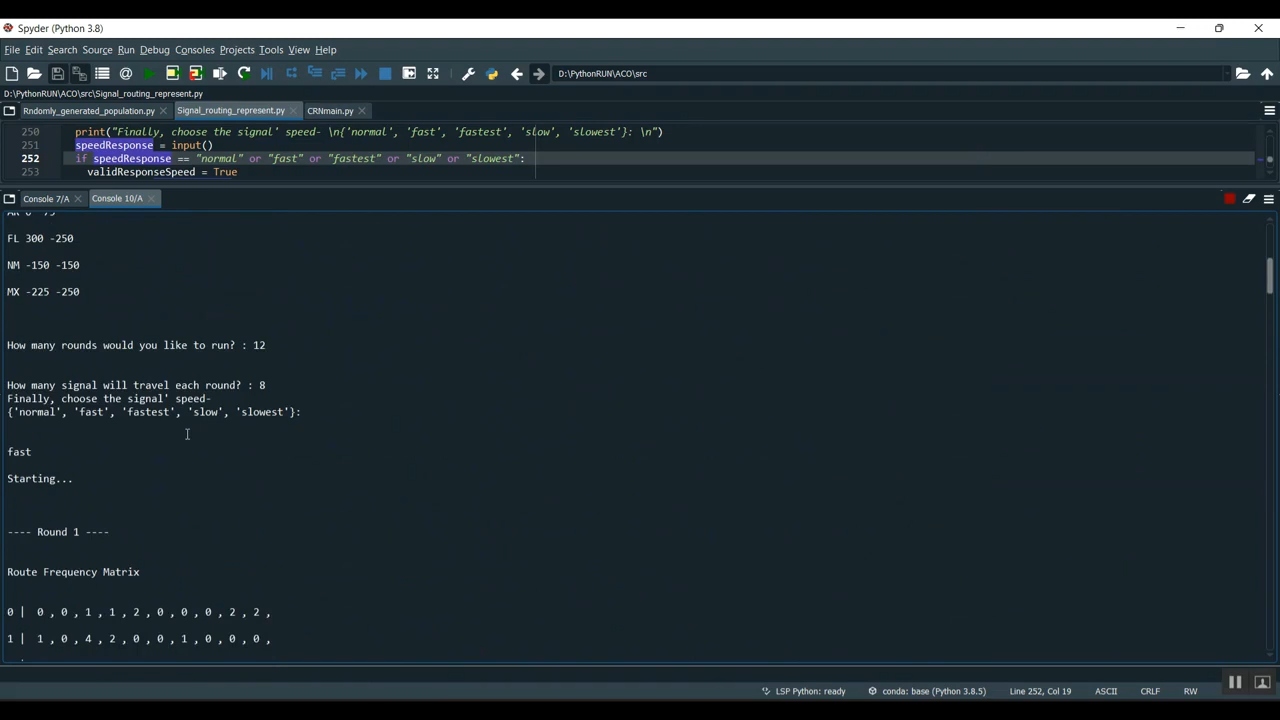 Spyder (Python 3.8)
File Edit Search Source Run Debug Consoles Projects Tools View Help
D:\PythonRUN\ACO\src
D:\PythonRUN\ACO\src\Signal_routing_represent.py
Rndomly_generated_population.py Signal_routing_represent.py CRNmain.py
250 print("Finally, choose the signal' speed- \n{'normal', 'fast', 'fastest', 'slow', 'slowest'}: \n")
251 speedResponse = input()
252 if speedResponse == "normal" or "fast" or "fastest" or "slow" or "slowest":
253 validResponseSpeed = True
Console 7/A Console 10/A
FL 300 -250
NM -150 -150
MX -225 -250
How many rounds would you like to run? : 12
How many signal will travel each round? : 8
Finally, choose the signal' speed-
{'normal', 'fast', 'fastest', 'slow', 'slowest'}:
fast
Starting...
---- Round 1 ----
Route Frequency Matrix
0 | 0 , 0 , 1 , 1 , 2 , 0 , 0 , 0 , 2 , 2 ,
1 | 1 , 0 , 4 , 2 , 0 , 0 , 1 , 0 , 0 , 0 ,
LSP Python: ready conda: base (Python 3.8.5) Line 252, Col 19 ASCII CRLF RW